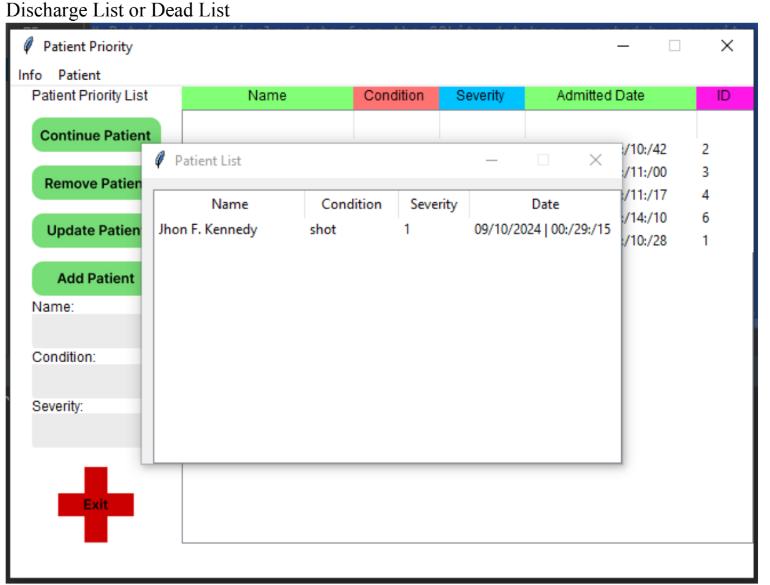 Discharge List or Dead List
Patient Priority
Info Patient
Patient Priority List Name Condition Severity Admitted Date ID
Continue Patient
Remove Patien
Update Patien
Add Patient
Name:
Condition:
Severity:
Exit
:/10:/42 2
:/11:/00 3
:/11:/17 4
:/14:/10 6
:/10:/28 1
Patient List
Name Condition Severity Date
Jhon F. Kennedy shot 1 09/10/2024 | 00:/29:/15